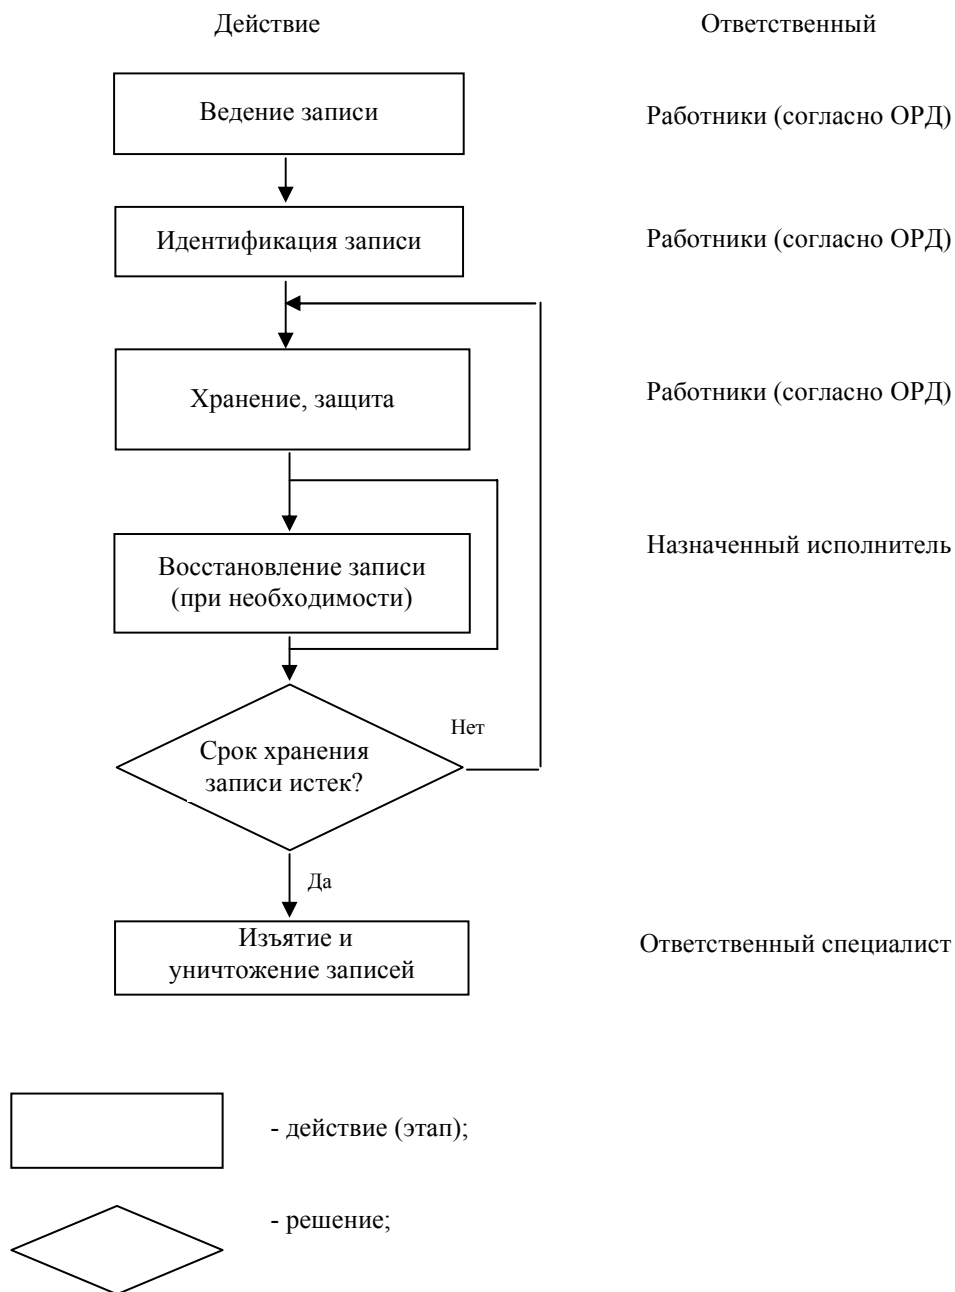 Действие
Ответственный
Ведение записи
Работники (согласно ОРД)
Идентификация записи
Работники (согласно ОРД)
Хранение, защита
Работники (согласно ОРД)
Восстановление записи
(при необходимости)
Назначенный исполнитель
Срок хранения
записи истек?
Нет
Да
Изъятие и
уничтожение записей
Ответственный специалист
- действие (этап);
- решение;